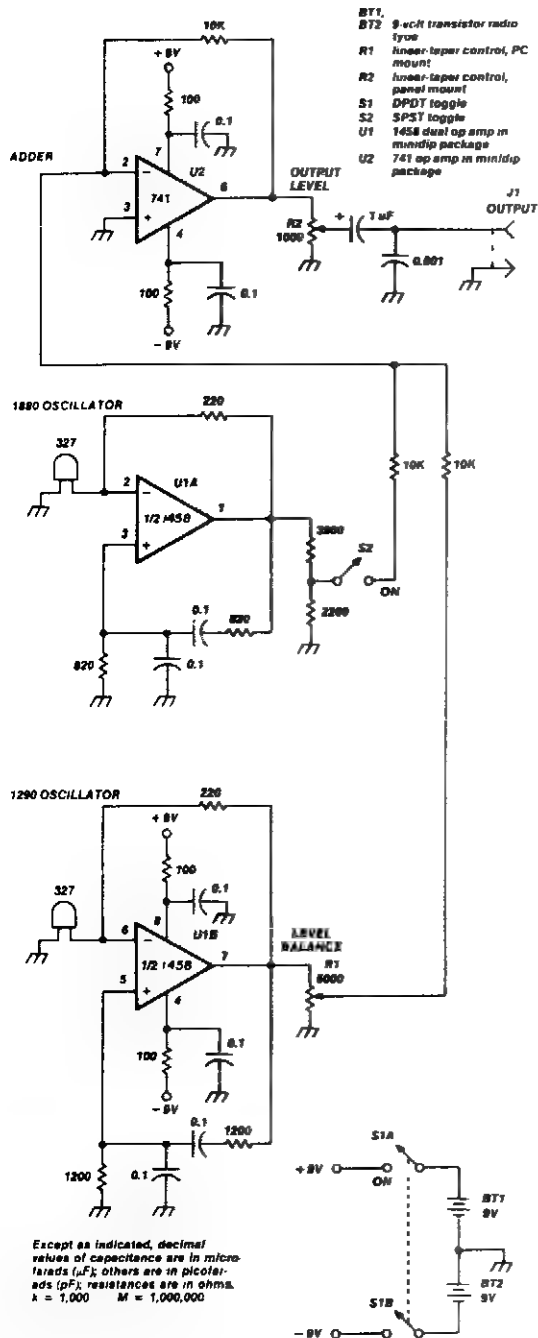 BT1,
BT2 9-volt transistor radio
type
R1 linear-taper control, PC
mount
R2 linear-taper control,
panel mount
S1 DPDT toggle
S2 SPST toggle
U1 1458 dual op amp in
minidip package
U2 741 op amp in minidip
package
10K
+9V
100
0.1
ADDER
7
2
U2
6
741
3
4
OUTPUT
LEVEL
R2
1000
+
1 µF
J1
OUTPUT
0.001
100
0.1
-9V
1880 OSCILLATOR
220
327
10K
10K
2
U1A
1
1/2 1458
3
3900
S2
ON
2200
0.1
820
820
0.1
1290 OSCILLATOR
220
+9V
327
100
0.1
8
U1B
6
7
1/2 1458
5
4
LEVEL
BALANCE
R1
5000
100
0.1
-9V
0.1
1200
1200
0.1
S1A
+9V
ON
BT1
9V
BT2
9V
S1B
-9V
Except as indicated, decimal
values of capacitance are in micro-
farads (µF); others are in picofar-
ads (pF); resistances are in ohms.
k = 1,000 M = 1,000,000